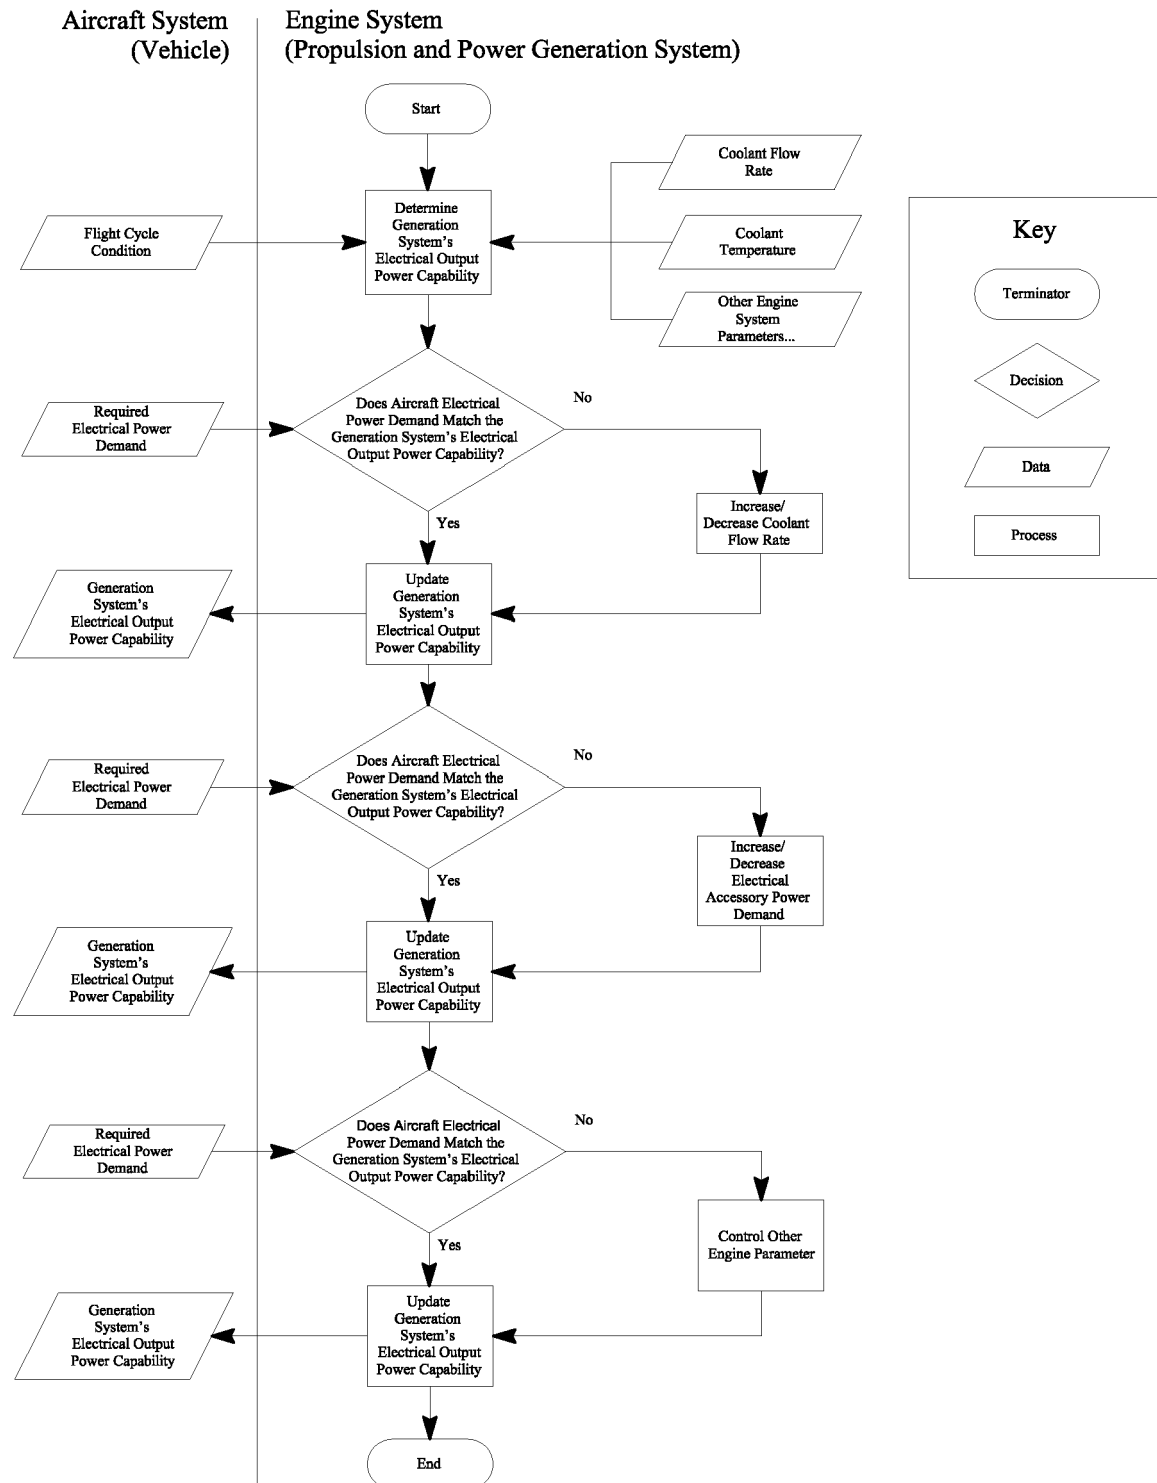 Aircraft System
(Vehicle)
Engine System
(Propulsion and Power Generation System)
Start
Coolant Flow
Rate
Flight Cycle
Condition
Determine
Generation
System's
Electrical Output
Power Capability
Coolant
Temperature
Other Engine
System
Parameters...
Key
Terminator
Decision
Data
Process
Required
Electrical Power
Demand
Does Aircraft Electrical
Power Demand Match the
Generation System's Electrical
Output Power Capability?
No
Increase/
Decrease Coolant
Flow Rate
Yes
Generation
System's
Electrical Output
Power Capability
Update
Generation
System's
Electrical Output
Power Capability
Required
Electrical Power
Demand
Does Aircraft Electrical
Power Demand Match the
Generation System's Electrical
Output Power Capability?
No
Increase/
Decrease
Electrical
Accessory Power
Demand
Yes
Generation
System's
Electrical Output
Power Capability
Update
Generation
System's
Electrical Output
Power Capability
Required
Electrical Power
Demand
Does Aircraft Electrical
Power Demand Match the
Generation System's Electrical
Output Power Capability?
No
Control Other
Engine Parameter
Yes
Generation
System's
Electrical Output
Power Capability
Update
Generation
System's
Electrical Output
Power Capability
End